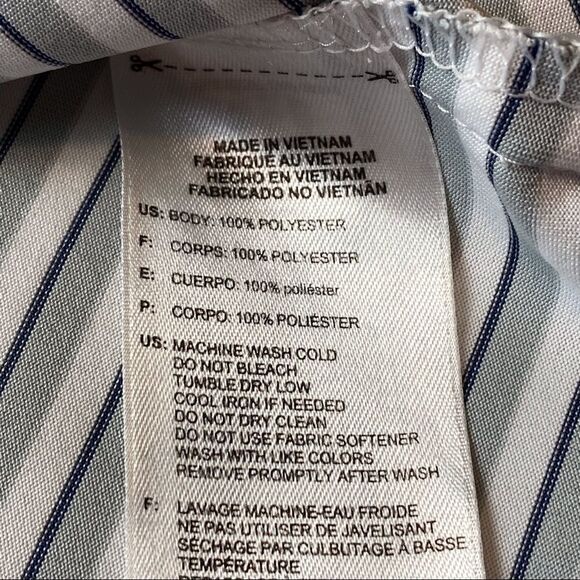 MADE IN VIETNAM
FABRIQUÉ AU VIETNAM
HECHO EN VIETNAM
FABRICADO NO VIETNÃN
US: BODY: 100% POLYESTER
F: CORPS: 100% POLYESTER
E: CUERPO: 100% poliéster
P: CORPO: 100% POLIÉSTER
US: MACHINE WASH COLD
DO NOT BLEACH
TUMBLE DRY LOW
COOL IRON IF NEEDED
DO NOT DRY CLEAN
DO NOT USE FABRIC SOFTENER
WASH WITH LIKE COLORS
REMOVE PROMPTLY AFTER WASH
F: LAVAGE MACHINE-EAU FROIDE
NE PAS UTILISER DE JAVELISANT
SÉCHAGE PAR CULBUTAGE À BASSE
TEMPÉRATURE